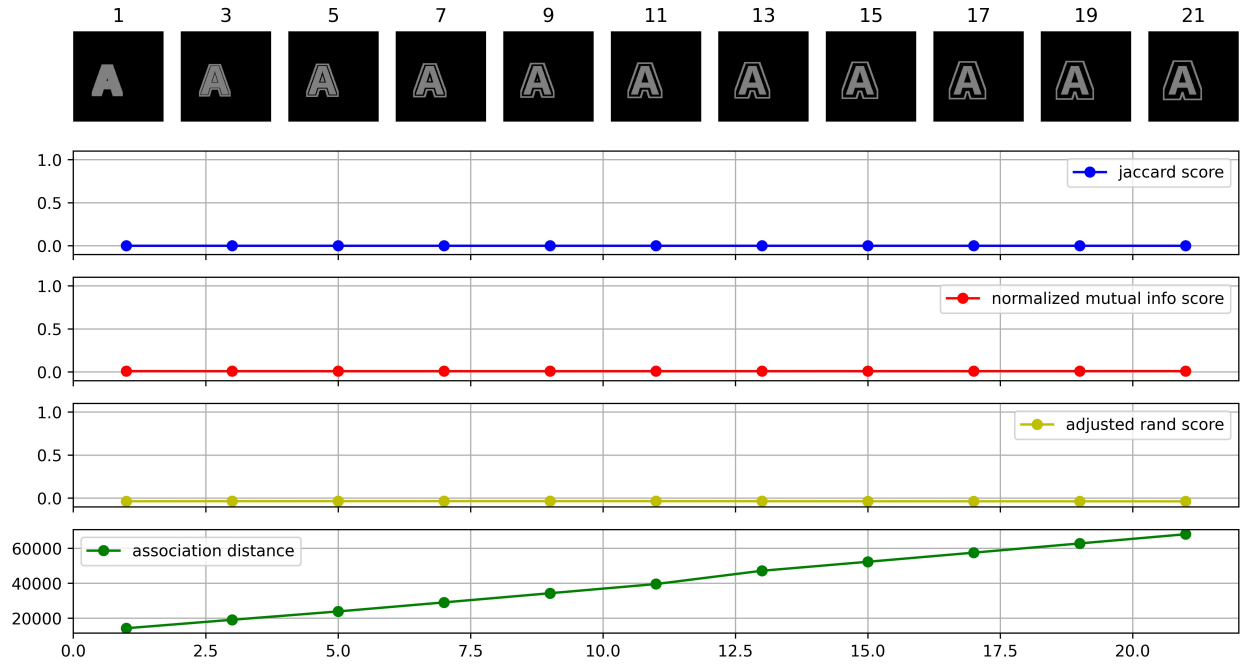 1 3 5 7 9 11 13 15 17 19 21
A A A A A A A A A A A
1.0
jaccard score
0.5
0.0
1.0
normalized mutual info score
0.5
0.0
1.0
adjusted rand score
0.5
0.0
60000
association distance
40000
20000
0.0 2.5 5.0 7.5 10.0 12.5 15.0 17.5 20.0